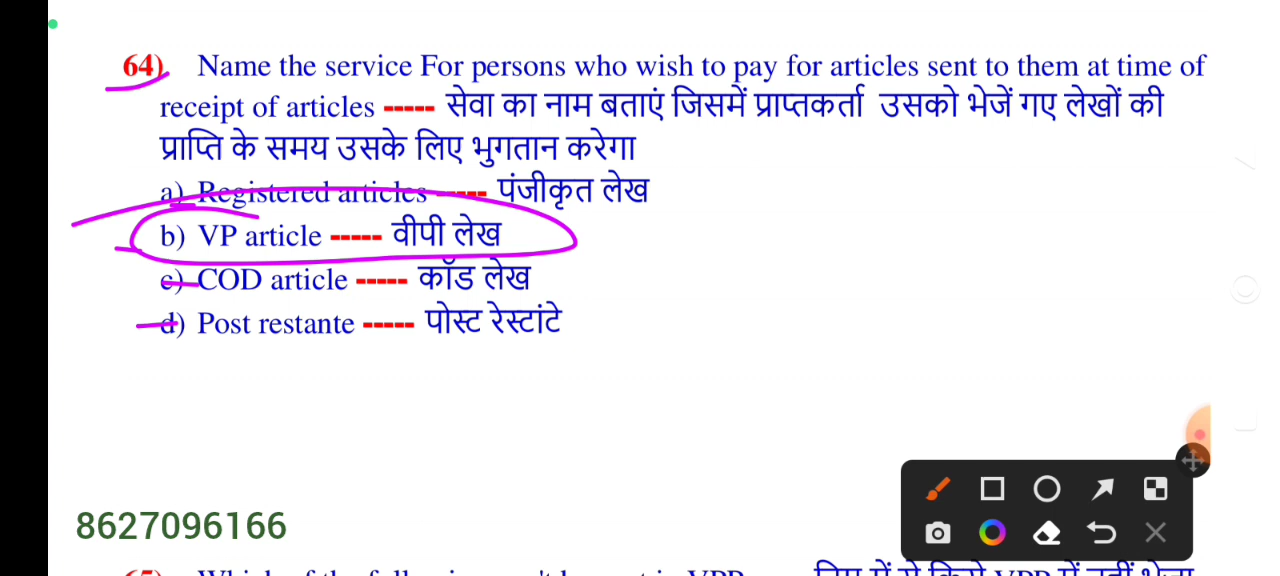 64) Name the service For persons who wish to pay for articles sent to them at time of
receipt of articles ----- सेवा का नाम बताएं जिसमें प्राप्तकर्ता उसको भेजें गए लेखों की
प्राप्ति के समय उसके लिए भुगतान करेगा
a) Registered articles ----- पंजीकृत लेख
b) VP article ----- वीपी लेख
c) COD article ----- कॉड लेख
d) Post restante ----- पोस्ट रेस्टांटे
8627096166